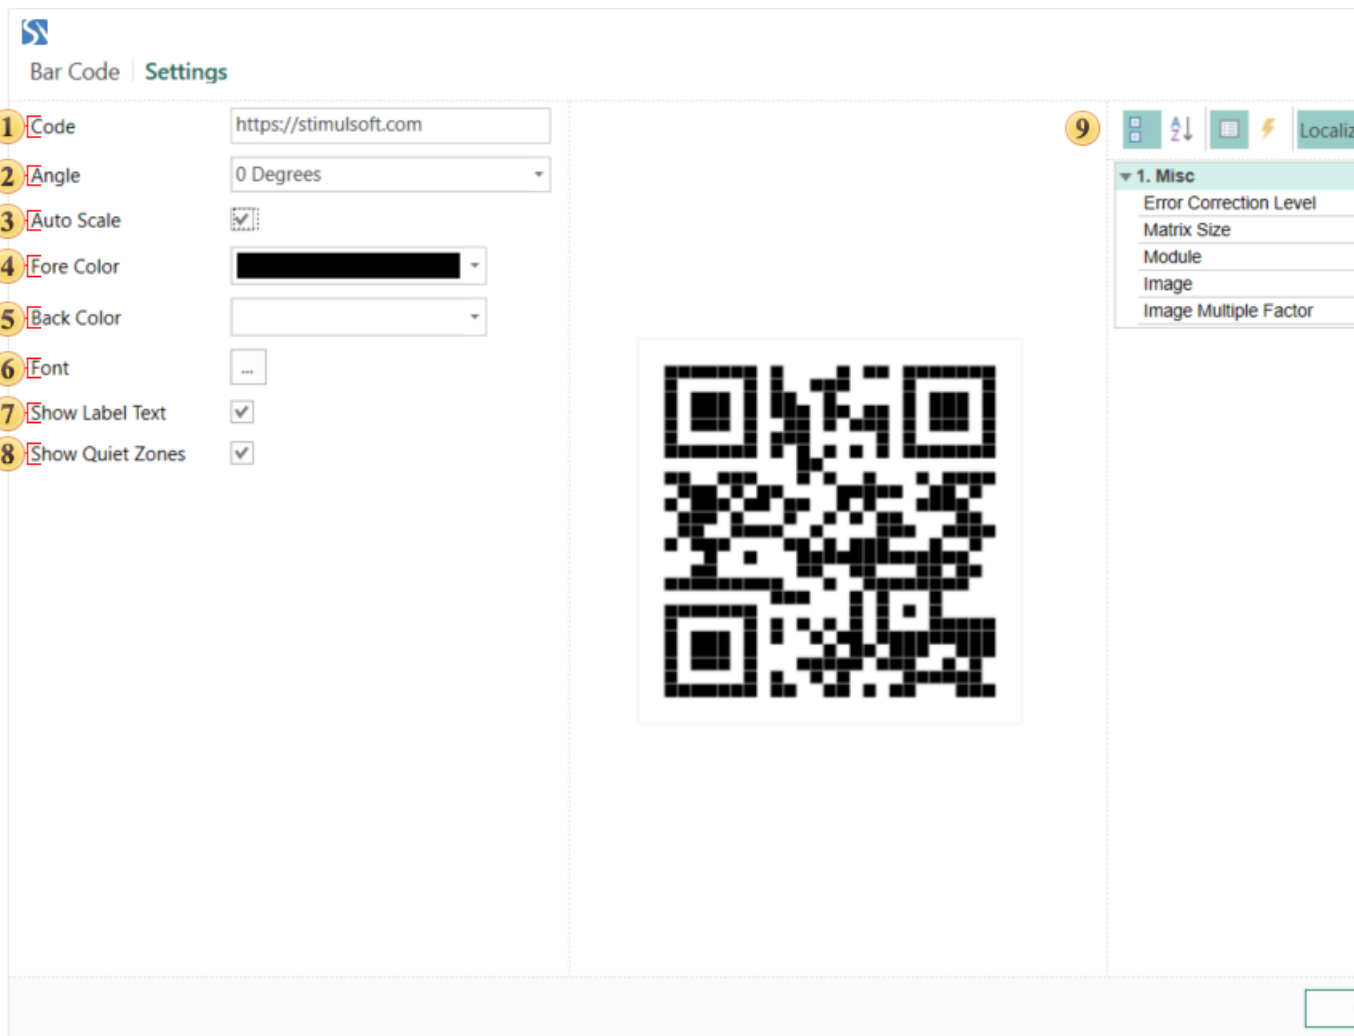 Bar Code Settings
1 Code https://stimulsoft.com
2 Angle 0 Degrees
3 Auto Scale
4 Fore Color
5 Back Color
6 Font ...
7 Show Label Text
8 Show Quiet Zones
9 A Z Localiz
1. Misc
Error Correction Level
Matrix Size
Module
Image
Image Multiple Factor